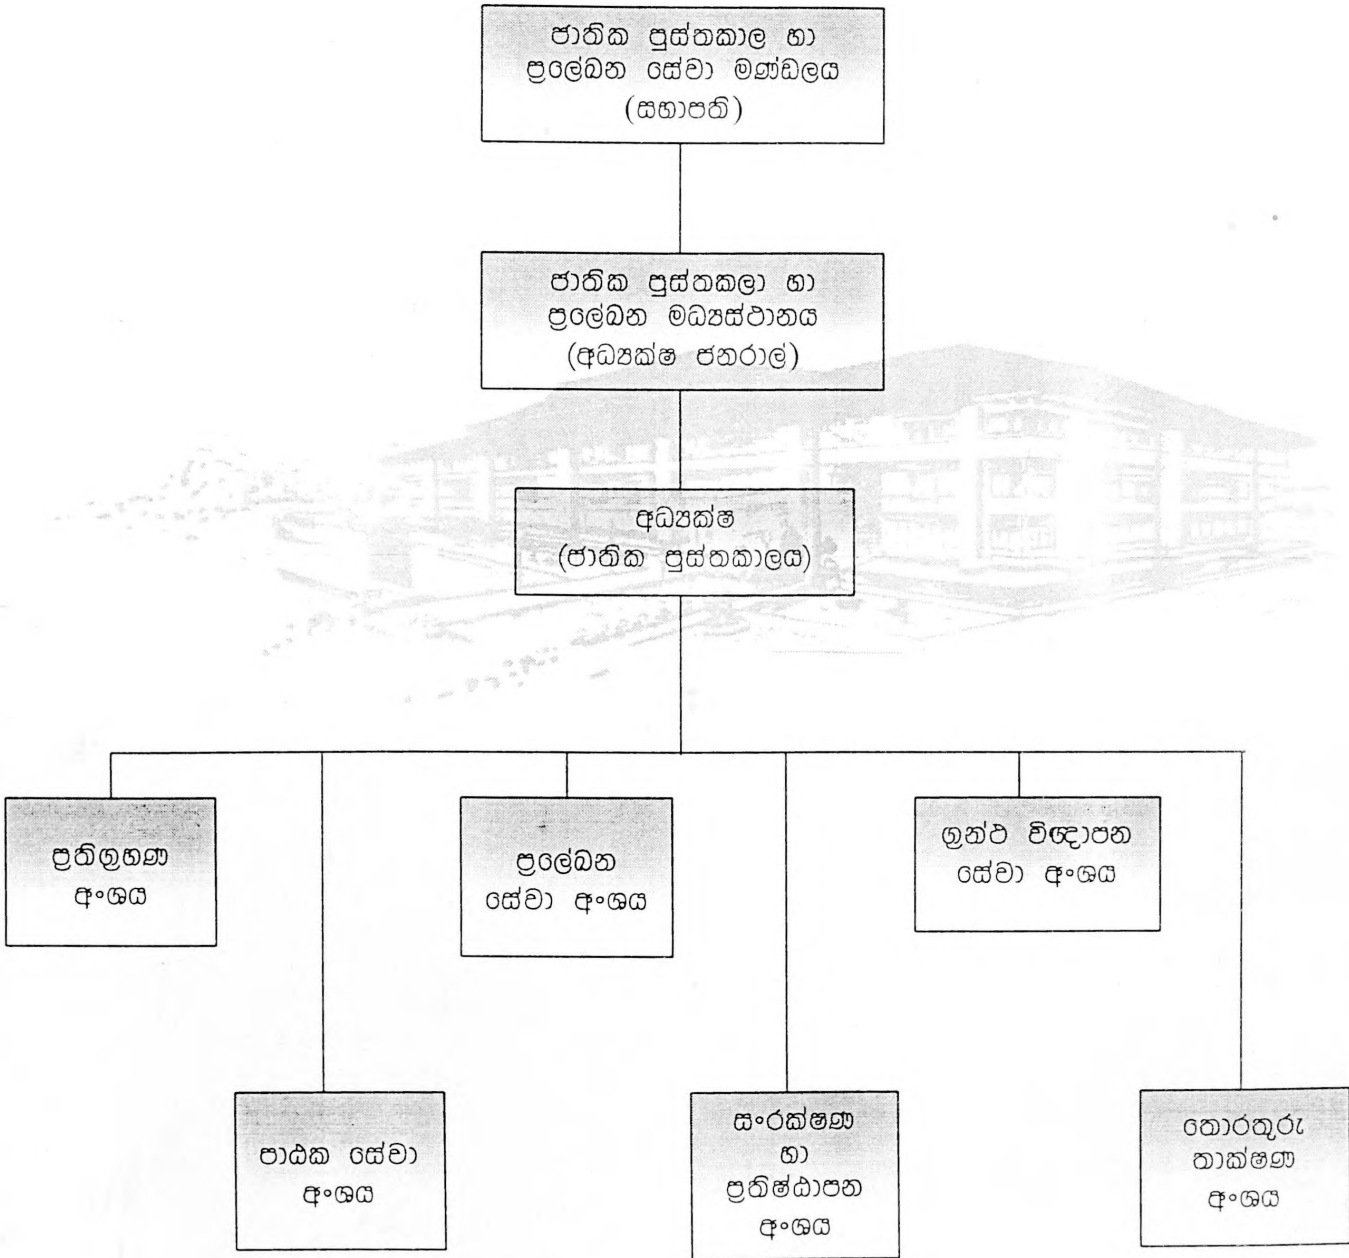 ජාතික පුස්තකාල හා
ප්‍රලේඛන සේවා මණ්ඩලය
(සභාපති)
ජාතික පුස්තකලා හා
ප්‍රලේඛන මධ්‍යස්ථානය
(අධ්‍යක්ෂ ජනරාල්)
අධ්‍යක්ෂ
(ජාතික පුස්තකාලය)
ප්‍රතිග්‍රහණ
අංශය
ප්‍රලේඛන
සේවා අංශය
ග්‍රන්ථ විඥාපන
සේවා අංශය
පාඨක සේවා
අංශය
සංරක්ෂණ
හා
ප්‍රතිෂ්ඨාපන
අංශය
තොරතුරු
තාක්ෂණ
අංශය